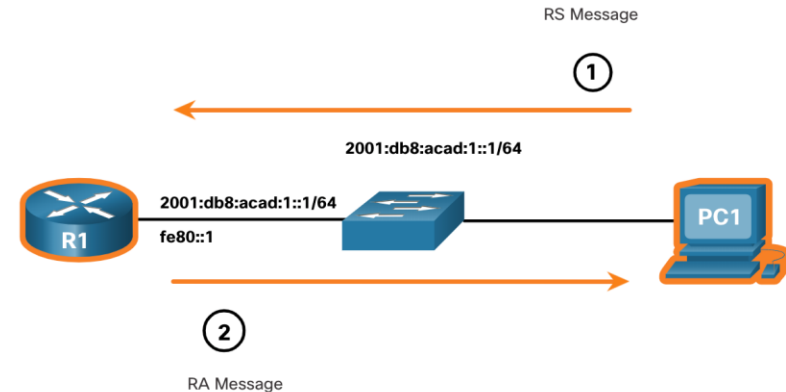 RS Message
1
2001:db8:acad:1::1/64
2001:db8:acad:1::1/64
R1
fe80::1
PC1
2
RA Message